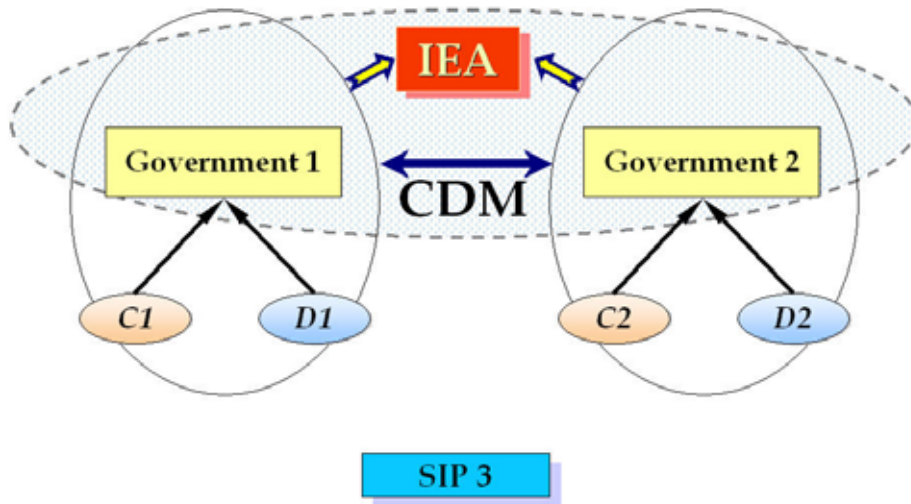 IEA
Government 1
Government 2
CDM
C1
D1
C2
D2
SIP 3